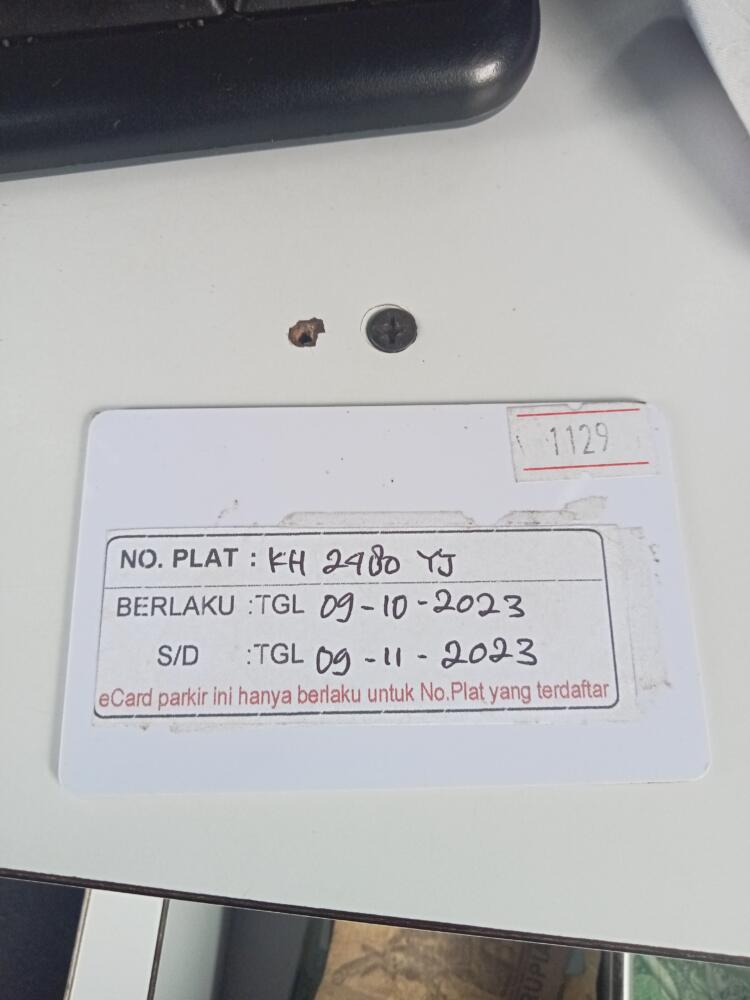 1129
NO. PLAT : KH 2480 YJ
BERLAKU :TGL 09-10-2023
S/D :TGL 09-11-2023
eCard parkir ini hanya berlaku untuk No.Plat yang terdaftar